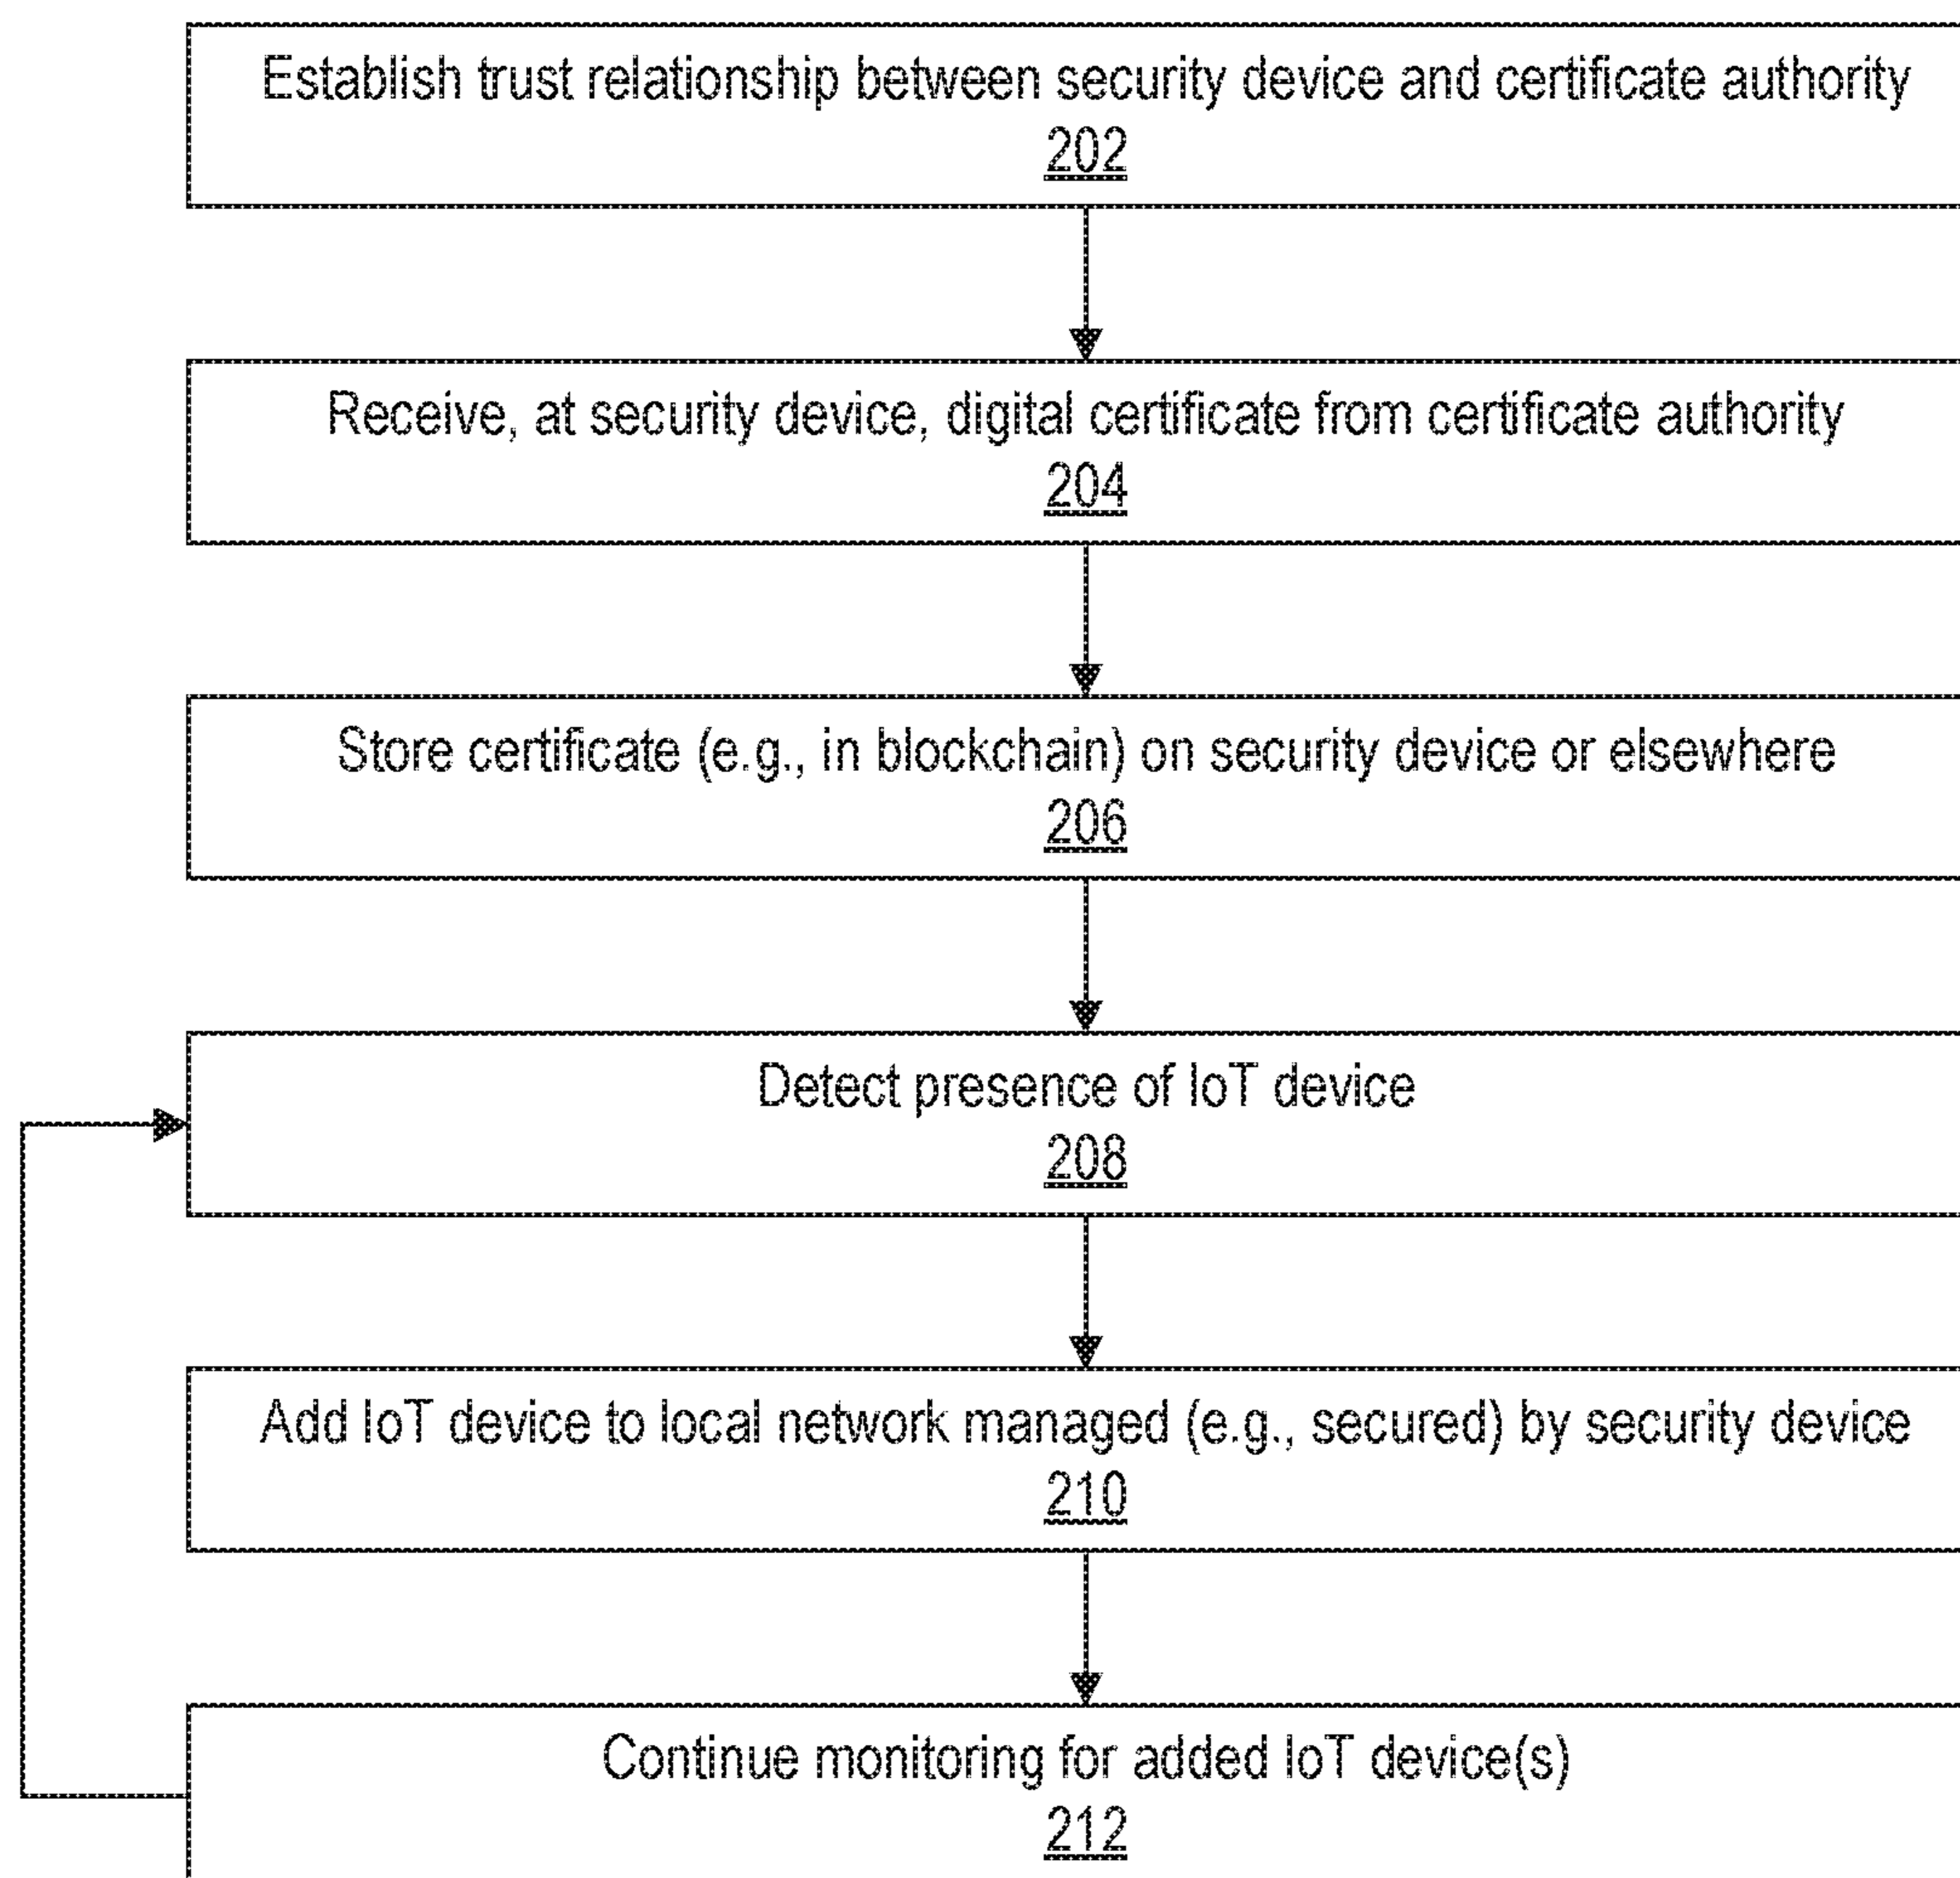 Establish trust relationship between security device and certificate authority
202
Receive, at security device, digital certificate from certificate authority
204
Store certificate (e.g., in blockchain) on security device or elsewhere
206
Detect presence of IoT device
208
Add IoT device to local network managed (e.g., secured) by security device
210
Continue monitoring for added IoT device(s)
212